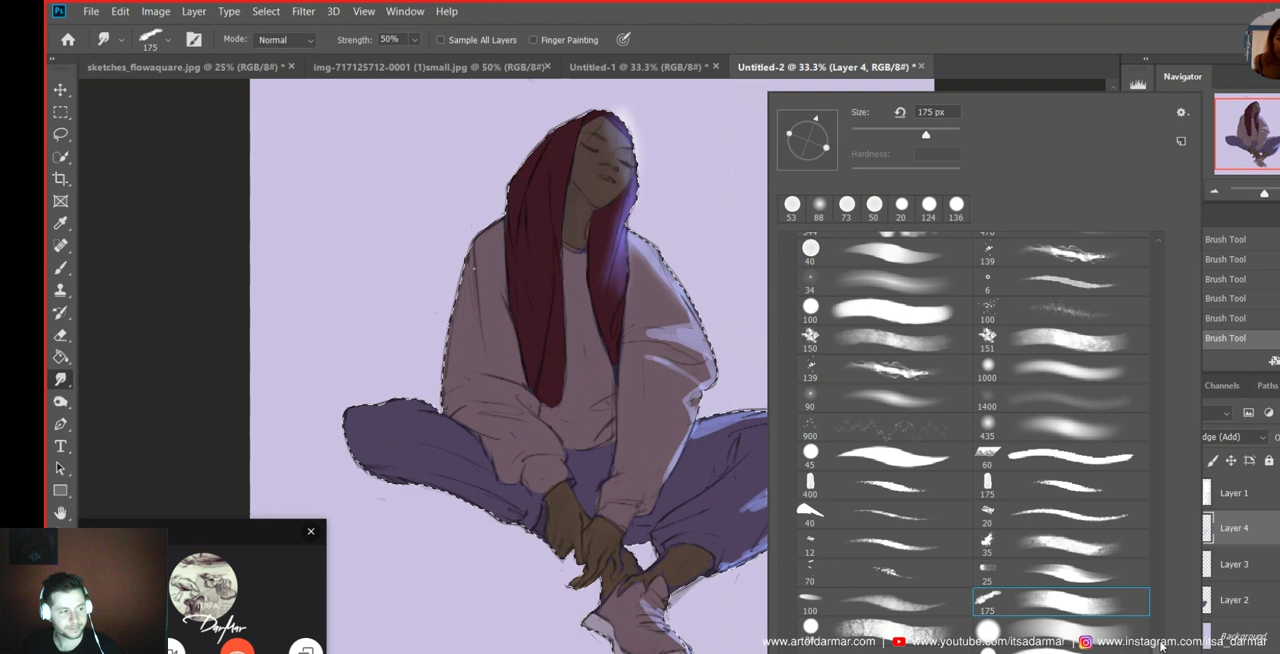 Ps File Edit Image Layer Type Select Filter 3D View Window Help
175 Mode: Normal Strength: 50% Sample All Layers Finger Painting
sketches_flowaquare.jpg @ 25% (RGB/8#) * × img-717125712-0001 (1)small.jpg @ 50% (RGB/8#)× Untitled-1 @ 33.3% (RGB/8#) * × Untitled-2 @ 33.3% (Layer 4, RGB/8#) * ×
Navigator
Size: 175 px
Hardness:
53 88 73 50 20 124 136
40 139
34 6
100 100
150 151
139 1000
90 1400
900 435
45 60
400 175
40 20
12 35
70 25
100 175
Brush Tool
Brush Tool
Brush Tool
Brush Tool
Brush Tool
Brush Tool
Channels Paths
dge (Add)
Layer 1
Layer 4
Layer 3
Layer 2
Background
DarMar
www.artofdarmar.com | www.youtube.com/itsadarmar | www.instagram.com/itsa_darmar